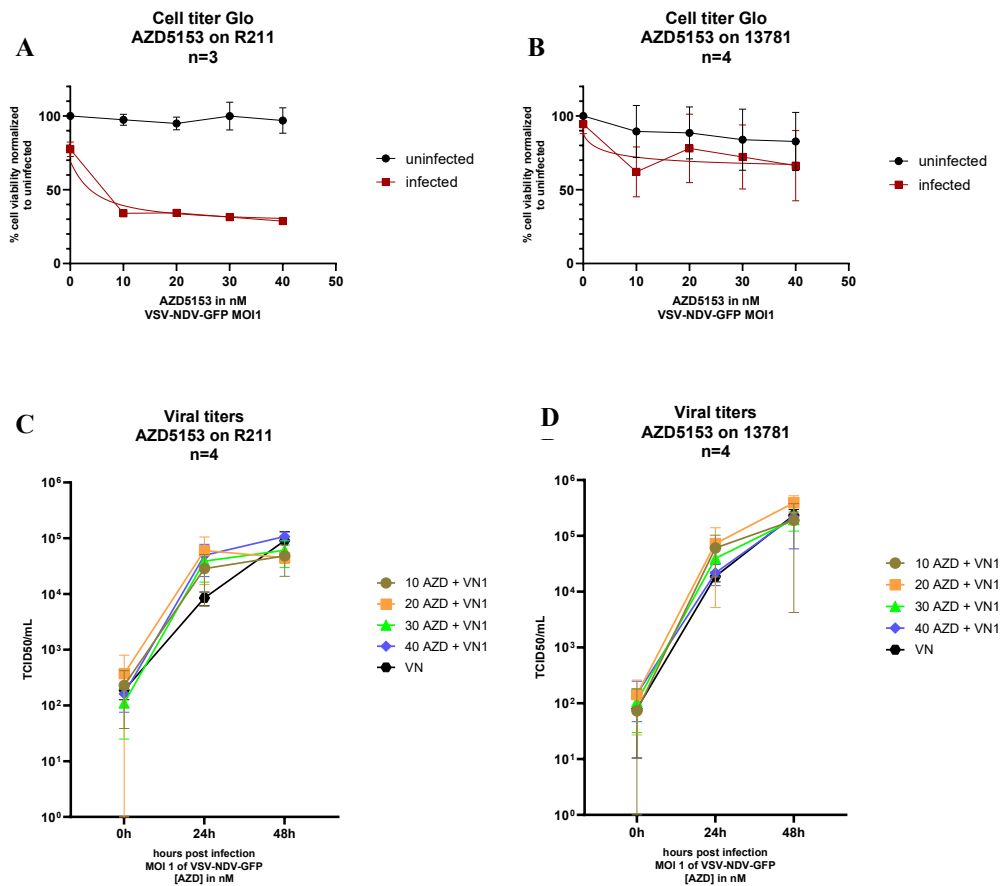 A
Cell titer Glo
AZD5153 on R211
n=3
% cell viability normalized
to uninfected
100
50
0
0 10 20 30 40 50
AZD5153 in nM
VSV-NDV-GFP MOI1
uninfected
infected
B
Cell titer Glo
AZD5153 on 13781
n=4
% cell viability normalized
to uninfected
100
50
0
0 10 20 30 40 50
AZD5153 in nM
VSV-NDV-GFP MOI1
uninfected
infected
C
Viral titers
AZD5153 on R211
n=4
TCID50/mL
10⁶
10⁵
10⁴
10³
10²
10¹
10⁰
0h 24h 48h
hours post infection
MOI 1 of VSV-NDV-GFP
[AZD] in nM
10 AZD + VN1
20 AZD + VN1
30 AZD + VN1
40 AZD + VN1
VN
D
Viral titers
AZD5153 on 13781
n=4
TCID50/mL
10⁶
10⁵
10⁴
10³
10²
10¹
10⁰
0h 24h 48h
hours post infection
MOI 1 of VSV-NDV-GFP
[AZD] in nM
10 AZD + VN1
20 AZD + VN1
30 AZD + VN1
40 AZD + VN1
VN